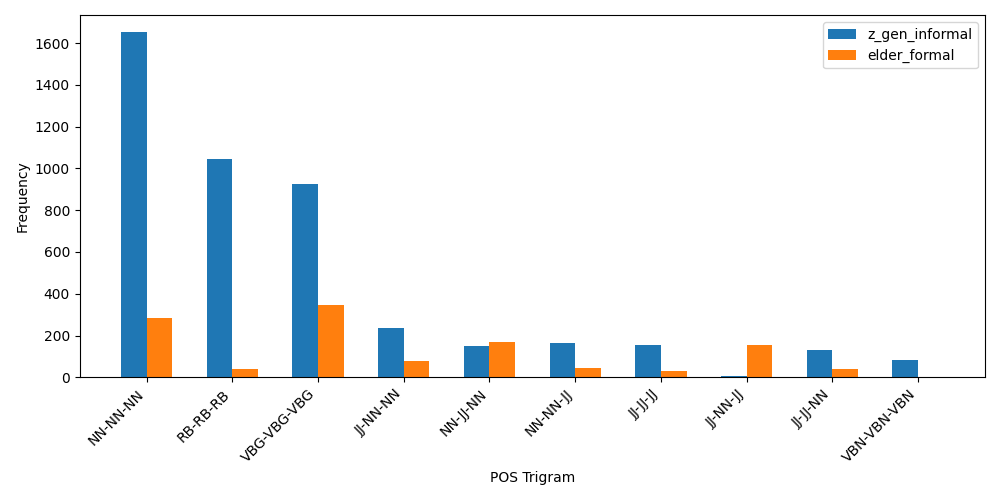 z_gen_informal
elder_formal
Frequency
1600
1400
1200
1000
800
600
400
200
0
NN-NN-NN
RB-RB-RB
VBG-VBG-VBG
JJ-NN-NN
NN-JJ-NN
NN-NN-JJ
JJ-JJ-JJ
JJ-NN-JJ
JJ-JJ-NN
VBN-VBN-VBN
POS Trigram